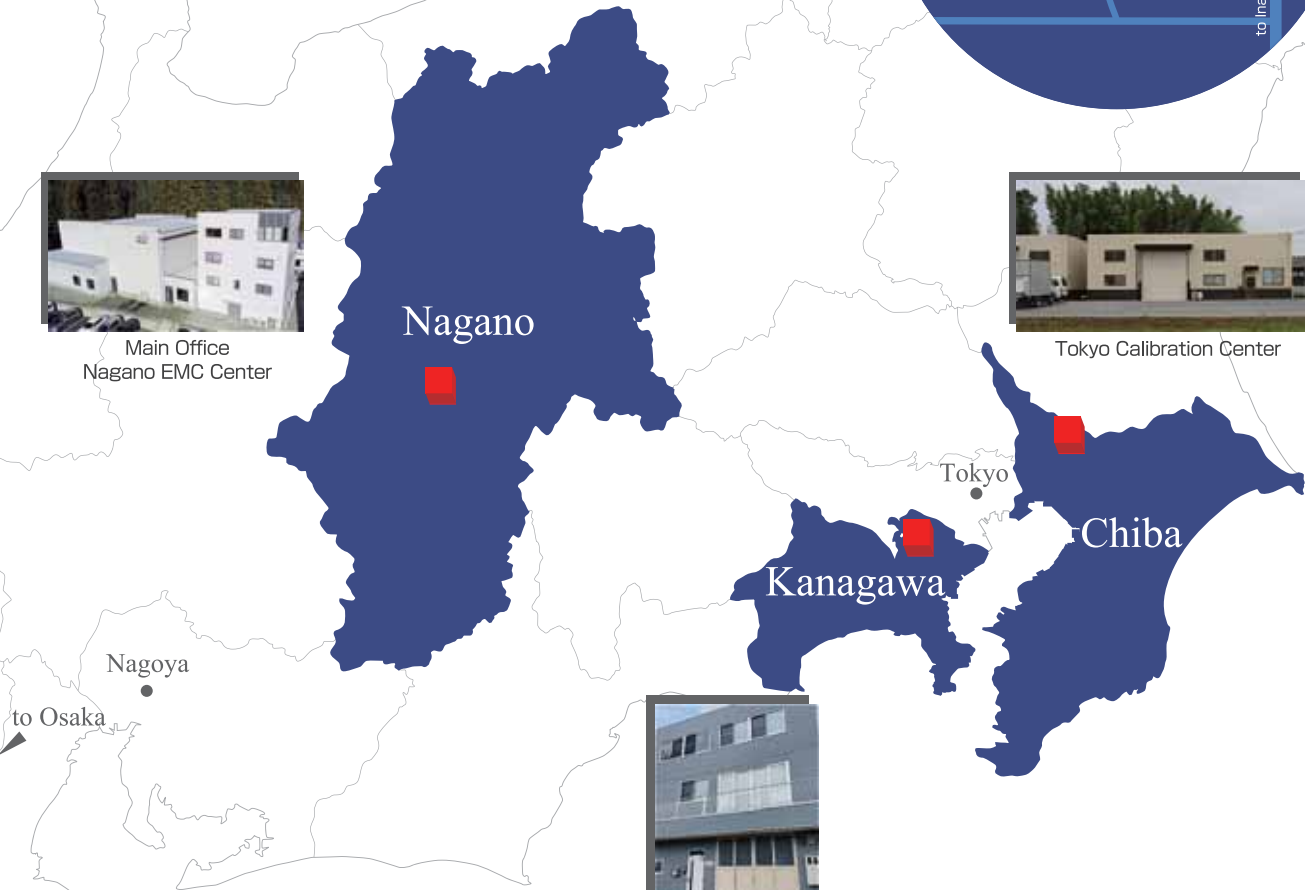 Nagano
Main Office
Nagano EMC Center
Tokyo Calibration Center
Tokyo
Chiba
Kanagawa
Nagoya
to Osaka